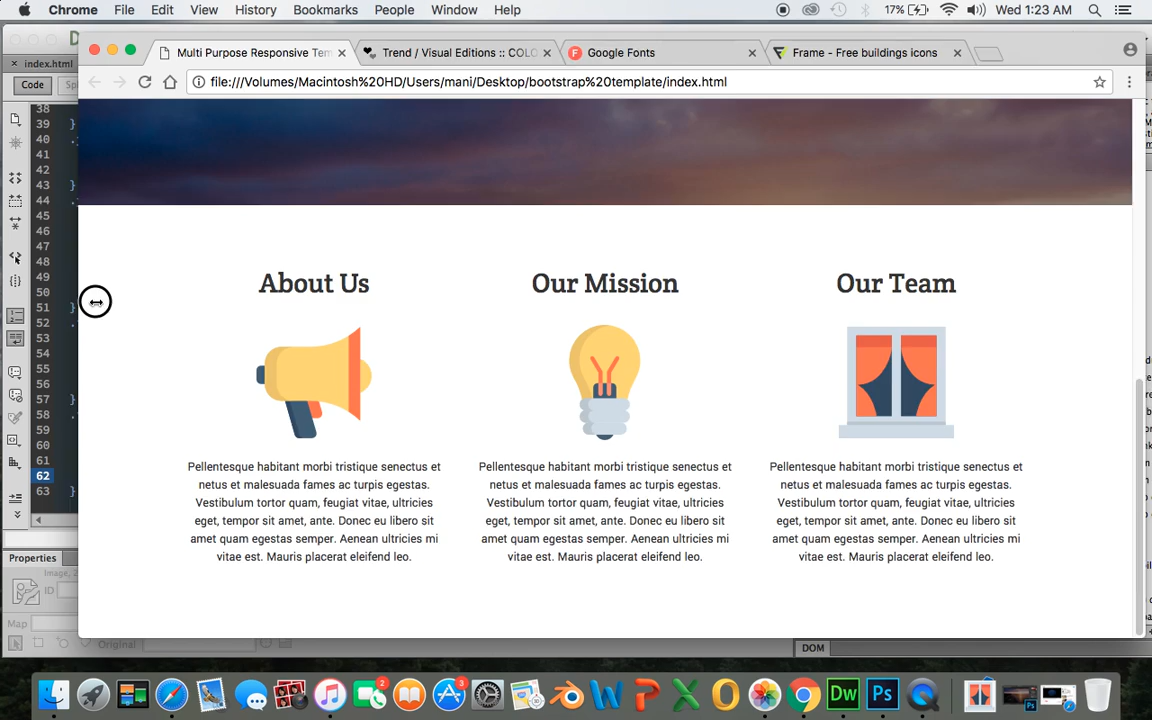 Chrome File Edit View History Bookmarks People Window Help 17% Wed 1:23 AM
index.html
Multi Purpose Responsive Tem
Trend / Visual Editions :: COLO
Google Fonts
Frame - Free buildings icons
Code Sp
file:///Volumes/Macintosh%20HD/Users/mani/Desktop/bootstrap%20template/index.html
38
39 }
40
41
42
43 }
44
45
46
47
48
49
50
51 }
52
53
54
55
56
57 }
58
59
60
61
62
63 }
About Us
Our Mission
Our Team
Pellentesque habitant morbi tristique senectus et
netus et malesuada fames ac turpis egestas.
Vestibulum tortor quam, feugiat vitae, ultricies
eget, tempor sit amet, ante. Donec eu libero sit
amet quam egestas semper. Aenean ultricies mi
vitae est. Mauris placerat eleifend leo.
Pellentesque habitant morbi tristique senectus et
netus et malesuada fames ac turpis egestas.
Vestibulum tortor quam, feugiat vitae, ultricies
eget, tempor sit amet, ante. Donec eu libero sit
amet quam egestas semper. Aenean ultricies mi
vitae est. Mauris placerat eleifend leo.
Pellentesque habitant morbi tristique senectus et
netus et malesuada fames ac turpis egestas.
Vestibulum tortor quam, feugiat vitae, ultricies
eget, tempor sit amet, ante. Donec eu libero sit
amet quam egestas semper. Aenean ultricies mi
vitae est. Mauris placerat eleifend leo.
Properties
Image, 2
ID
Map
Original
DOM
2
3
Dw
Ps